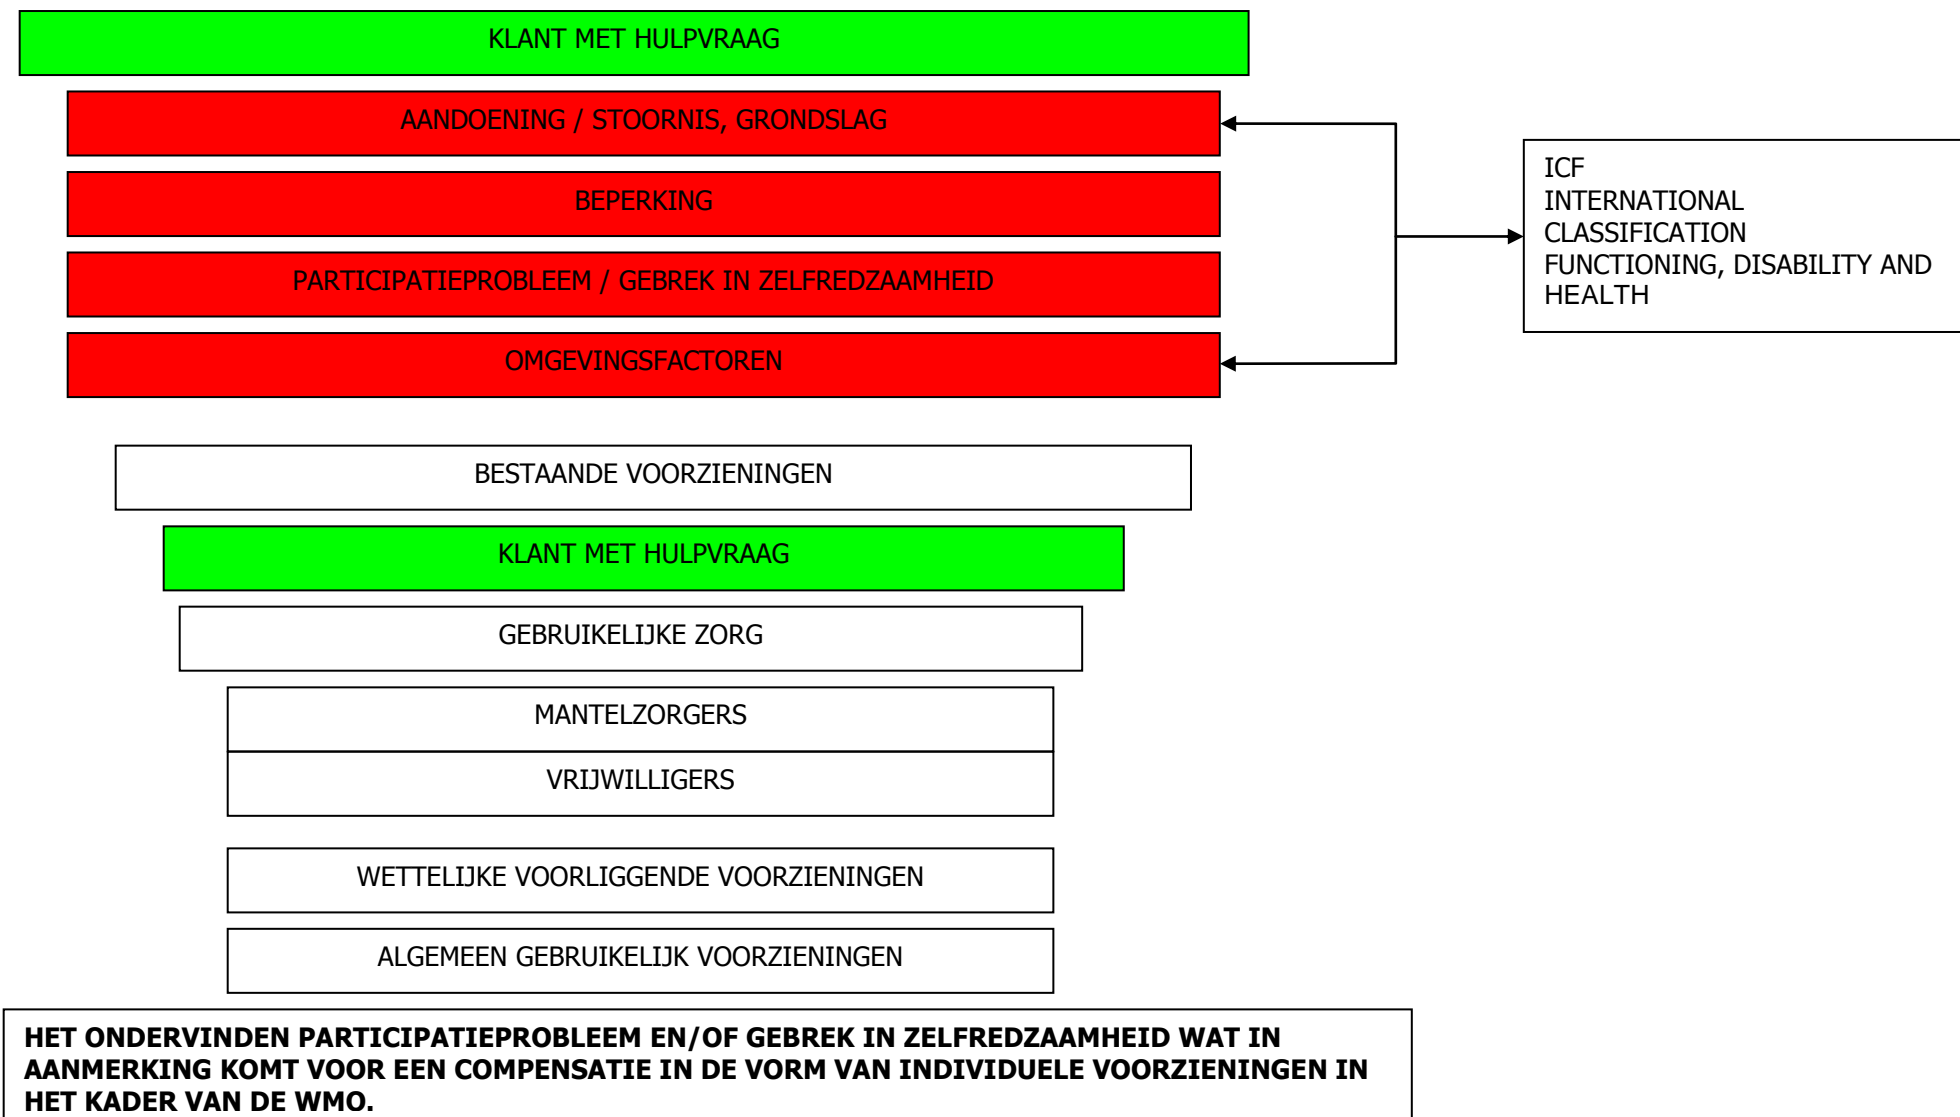 KLANT MET HULPVRAAG
AANDOENING / STOORNIS, GRONDSLAG
BEPERKING
PARTICIPATIEPROBLEEM / GEBREK IN ZELFREDZAAMHEID
OMGEVINGSFACTOREN
ICF
INTERNATIONAL
CLASSIFICATION
FUNCTIONING, DISABILITY AND
HEALTH
BESTAANDE VOORZIENINGEN
KLANT MET HULPVRAAG
GEBRUIKELIJKE ZORG
MANTELZORGERS
VRIJWILLIGERS
WETTELIJKE VOORLIGGENDE VOORZIENINGEN
ALGEMEEN GEBRUIKELIJK VOORZIENINGEN
HET ONDERVINDEN PARTICIPATIEPROBLEEM EN/OF GEBREK IN ZELFREDZAAMHEID WAT IN
AANMERKING KOMT VOOR EEN COMPENSATIE IN DE VORM VAN INDIVIDUELE VOORZIENINGEN IN
HET KADER VAN DE WMO.